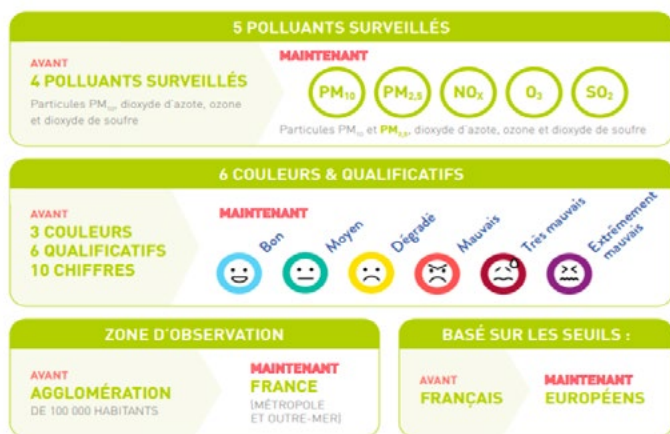 5 POLLUANTS SURVEILLÉS
AVANT
4 POLLUANTS SURVEILLÉS
Particules PM₁₀, dioxyde d'azote, ozone
et dioxyde de soufre
MAINTENANT
PM₁₀ PM₂,₅ NOₓ O₃ SO₂
Particules PM₁₀ et PM₂,₅, dioxyde d'azote, ozone et dioxyde de soufre
6 COULEURS & QUALIFICATIFS
AVANT
3 COULEURS
6 QUALIFICATIFS
10 CHIFFRES
MAINTENANT
Bon
Moyen
Dégradé
Mauvais
Très mauvais
Extrêmement
mauvais
ZONE D'OBSERVATION
AVANT
AGGLOMÉRATION
DE 100 000 HABITANTS
MAINTENANT
FRANCE
(MÉTROPOLE
ET OUTRE-MER)
BASÉ SUR LES SEUILS :
AVANT
FRANÇAIS
MAINTENANT
EUROPÉENS